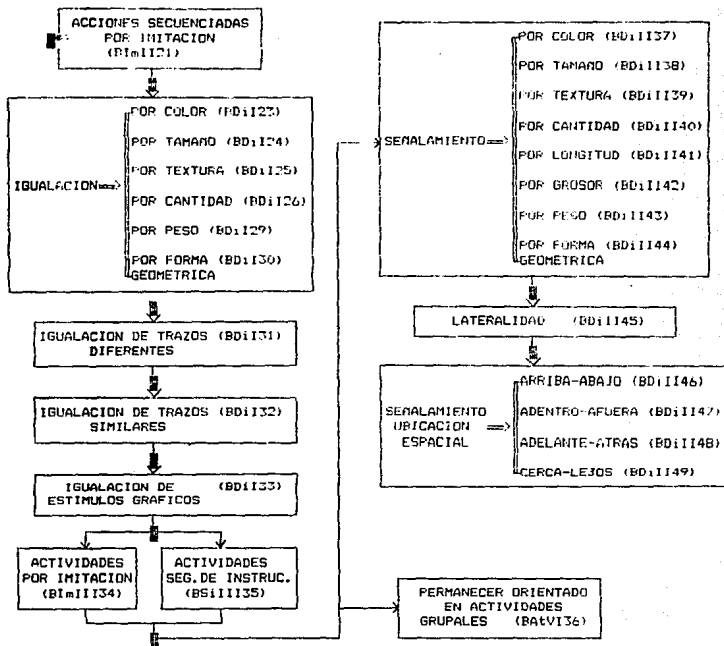 ACCIONES SECUENCIADAS
POR IMITACION
(BImII21)
IGUALACION
POR COLOR (BDiI23)
POR TAMANO (BDiI24)
POR TEXTURA (BDiI25)
POR CANTIDAD (BDiI26)
POR PESO (BDiI29)
POR FORMA (BDiI30)
GEOMETRICA
IGUALACION DE TRAZOS (BDiI31)
DIFERENTES
IGUALACION DE TRAZOS (BDiI32)
SIMILARES
IGUALACION DE (BDiI33)
ESTIMULOS GRAFICOS
ACTIVIDADES
POR IMITACION
(BImIII34)
ACTIVIDADES
SEG.DE INSTRUC.
(BSiIII35)
SEÑALAMIENTO
POR COLOR (BDiII37)
POR TAMANO (BDiII38)
POR TEXTURA (BDiII39)
POR CANTIDAD (BDiII40)
POR LONGITUD (BDiII41)
POR GROSOR (BDiII42)
POR PESO (BDiII43)
POR FORMA (BDiII44)
GEOMETRICA
LATERALIDAD (BDiII45)
SEÑALAMIENTO
UBICACION
ESPACIAL
ARRIBA-ABAJO (BDiII46)
ADENTRO-AFUERA (BDiII47)
ADELANTE-ATRAS (BDiII48)
CERCA-LEJOS (BDiII49)
PERMANECER ORIENTADO
EN ACTIVIDADES
GRUPALES (BAtVI36)